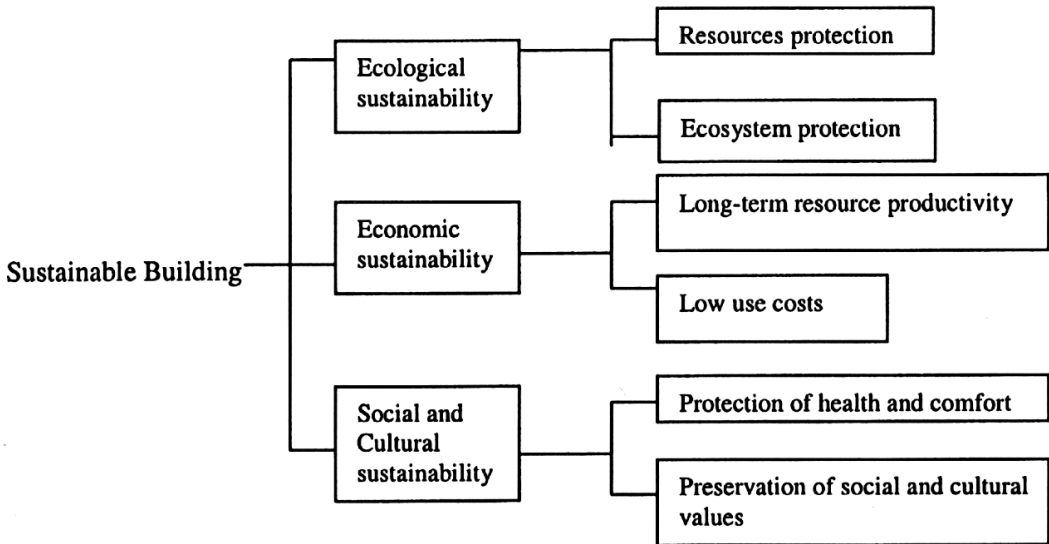 Sustainable Building
Ecological
sustainability
Resources protection
Ecosystem protection
Economic
sustainability
Long-term resource productivity
Low use costs
Social and
Cultural
sustainability
Protection of health and comfort
Preservation of social and cultural
values